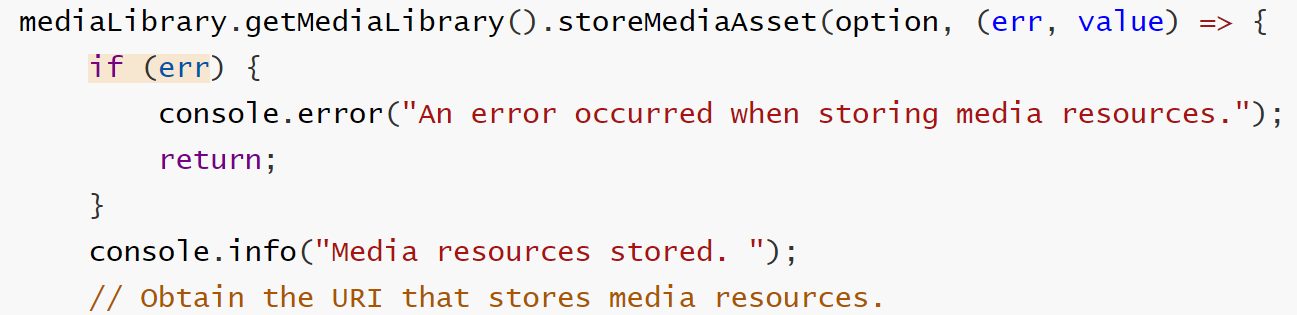 mediaLibrary.getMediaLibrary().storeMediaAsset(option, (err, value) => {
if (err) {
console.error("An error occurred when storing media resources.");
return;
}
console.info("Media resources stored. ");
// Obtain the URI that stores media resources.